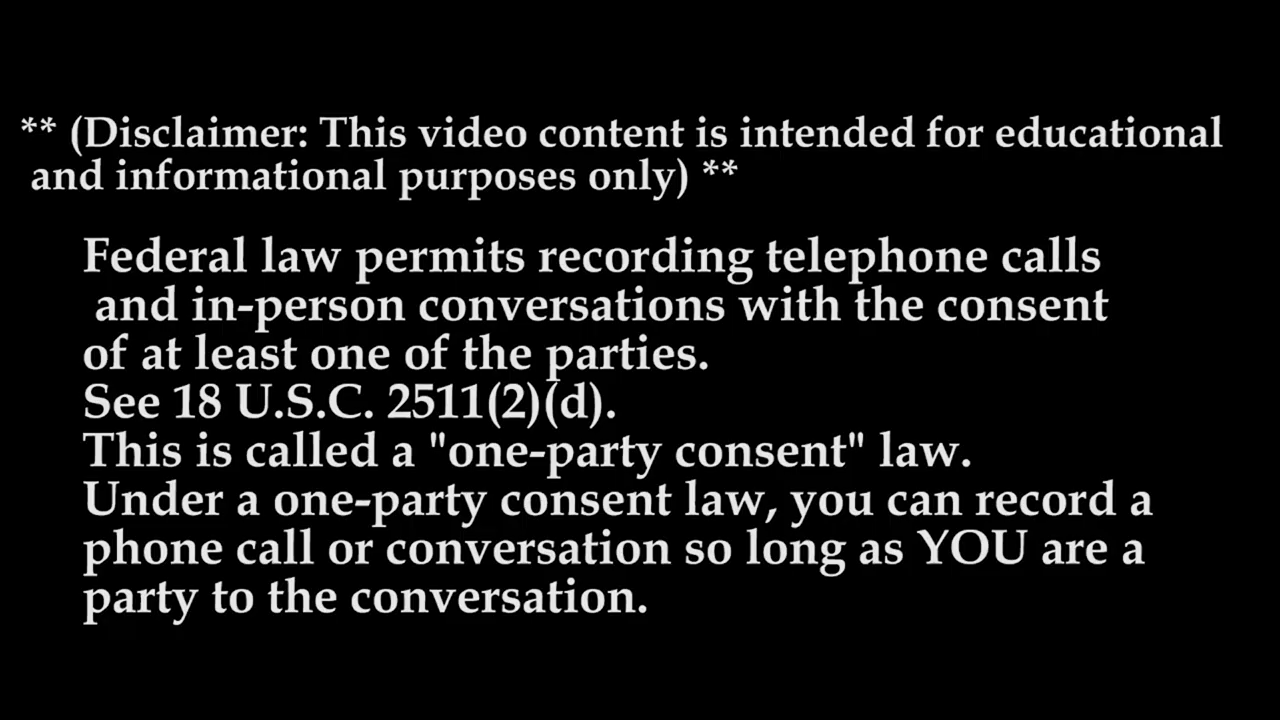 ** (Disclaimer: This video content is intended for educational
and informational purposes only) **
Federal law permits recording telephone calls
and in-person conversations with the consent
of at least one of the parties.
See 18 U.S.C. 2511(2)(d).
This is called a "one-party consent" law.
Under a one-party consent law, you can record a
phone call or conversation so long as YOU are a
party to the conversation.